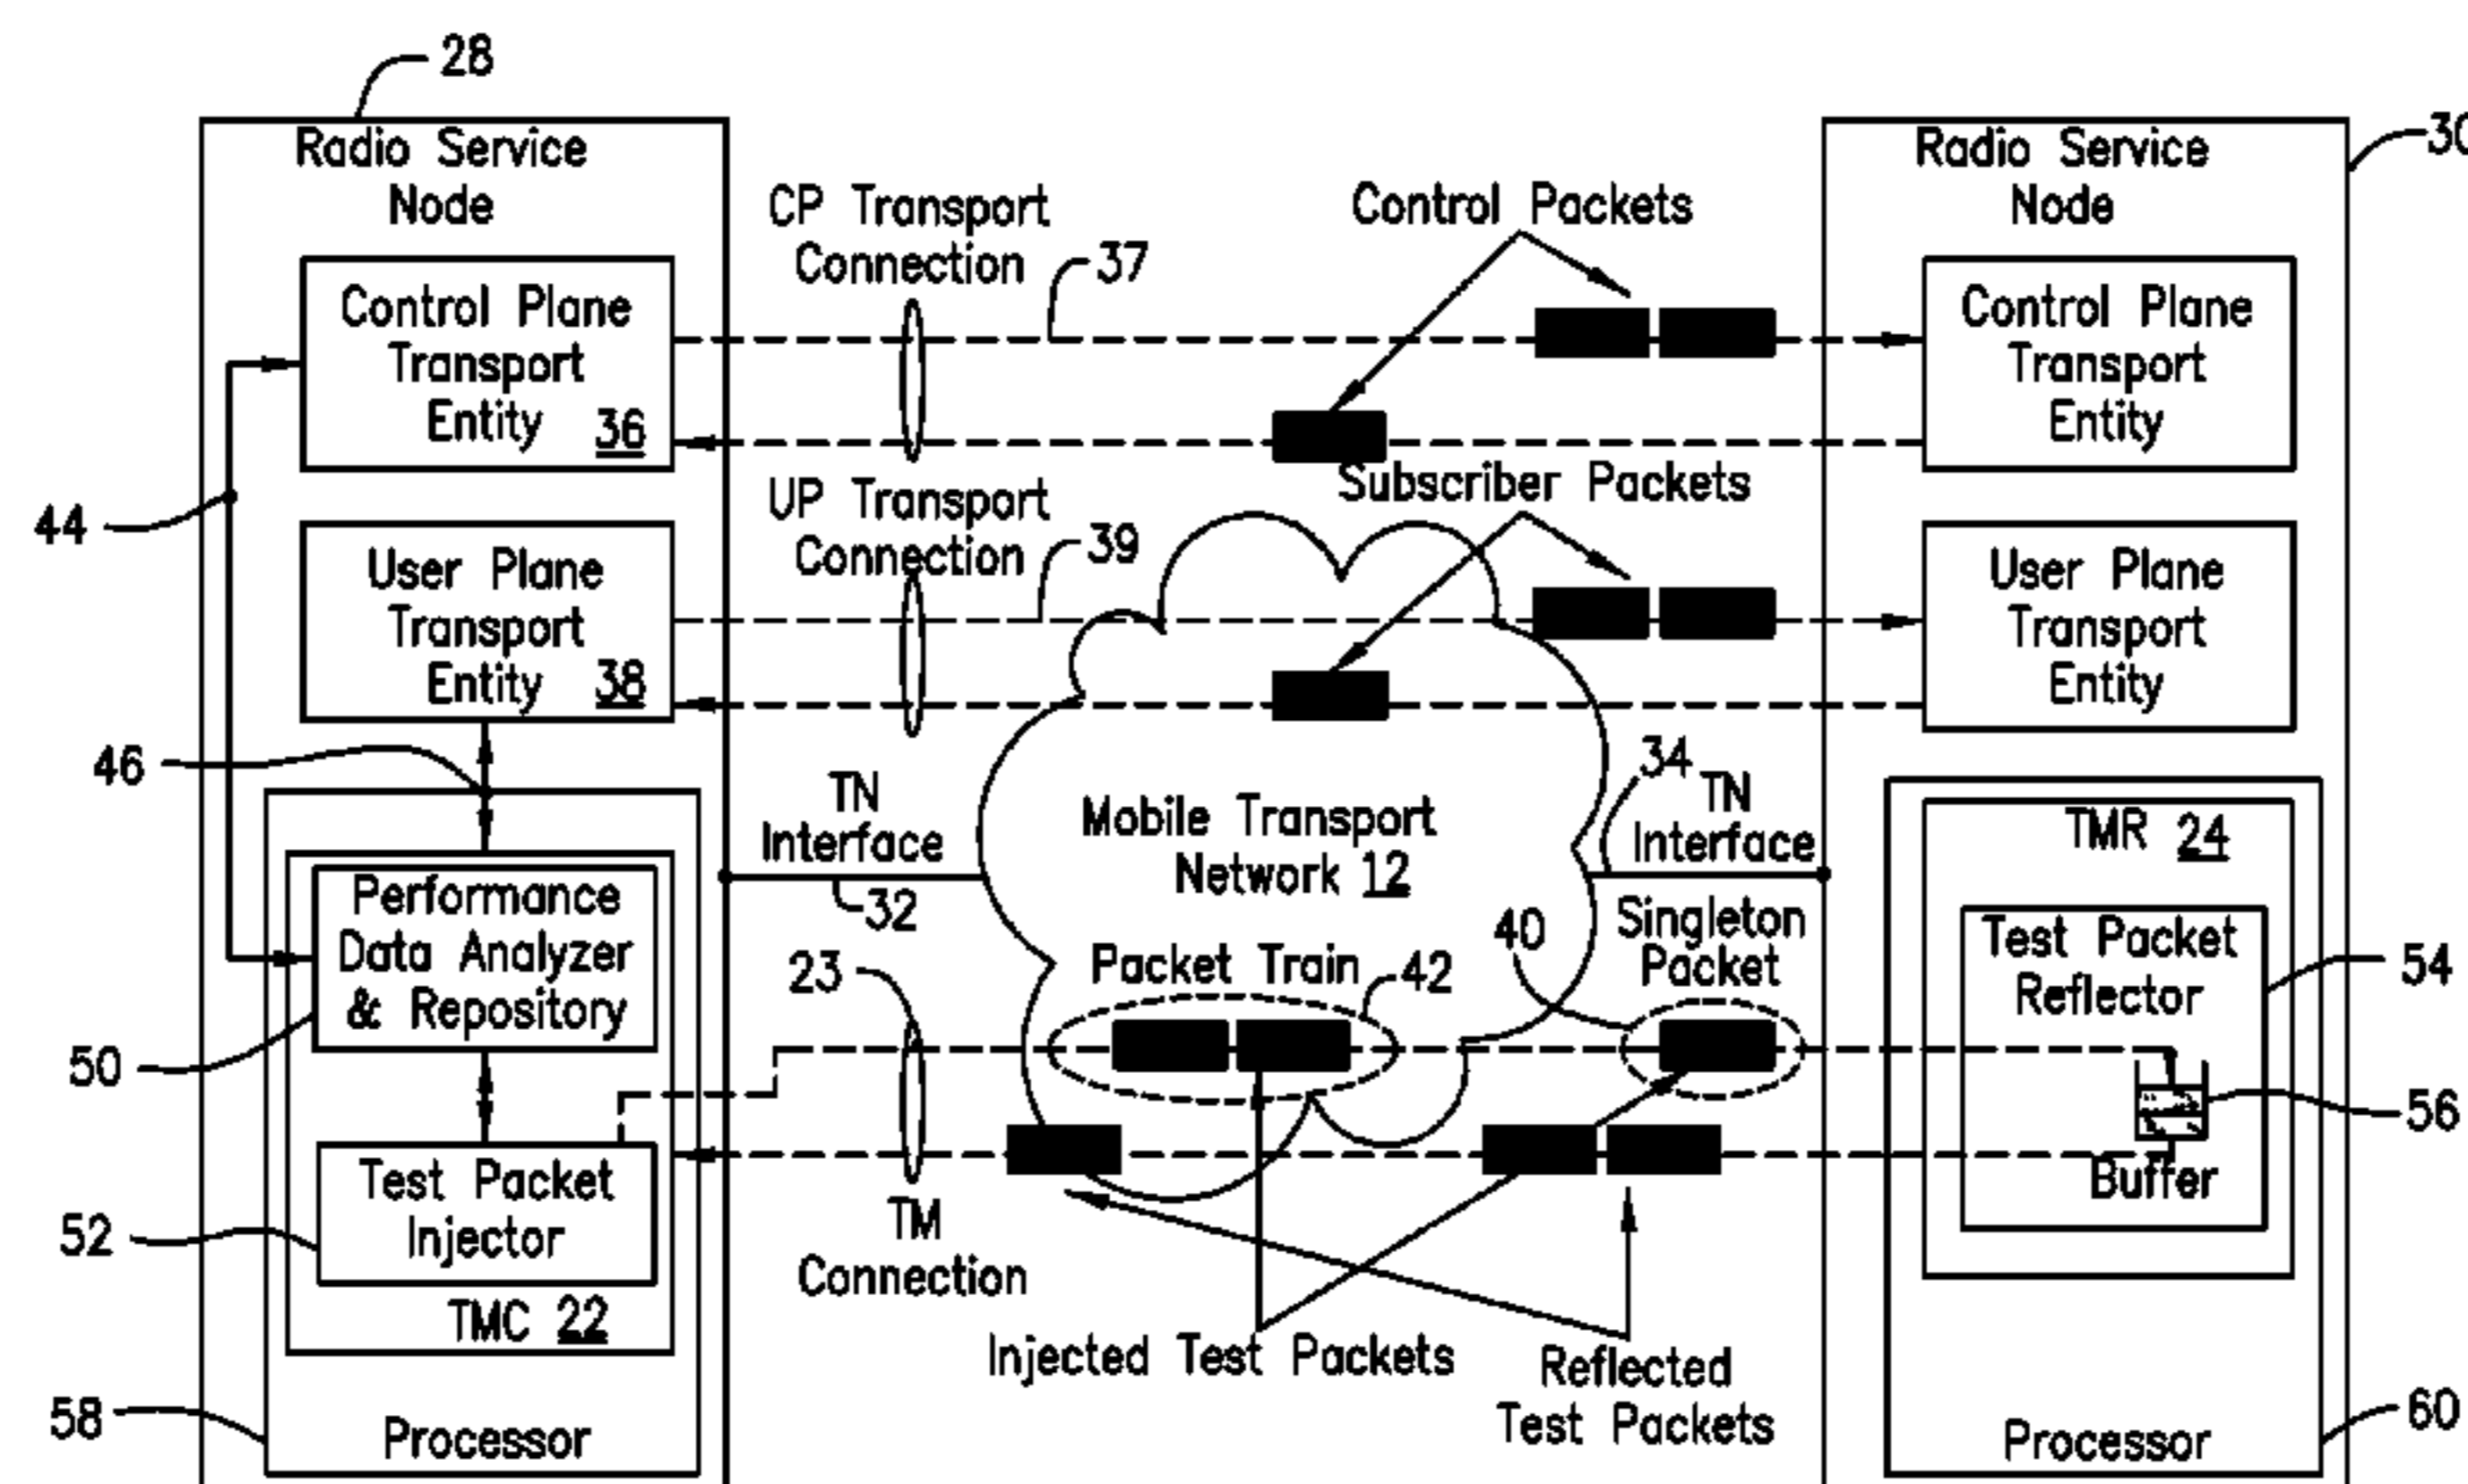 28
Radio Service
Node
Control Plane
Transport
Entity 36
44
User Plane
Transport
Entity 38
46
Performance
Data Analyzer
& Repository
50
Test Packet
Injector
52
TMC 22
58
Processor
CP Transport
Connection
37
Control Packets
UP Transport
Connection
39
Subscriber Packets
TN
Interface
32
Mobile Transport
Network 12
34
TN
Interface
23
Packet Train
42
40
Singleton
Packet
TM
Connection
Injected Test Packets
Reflected
Test Packets
30
Radio Service
Node
Control Plane
Transport
Entity
User Plane
Transport
Entity
TMR 24
Test Packet
Reflector
54
56
Buffer
60
Processor